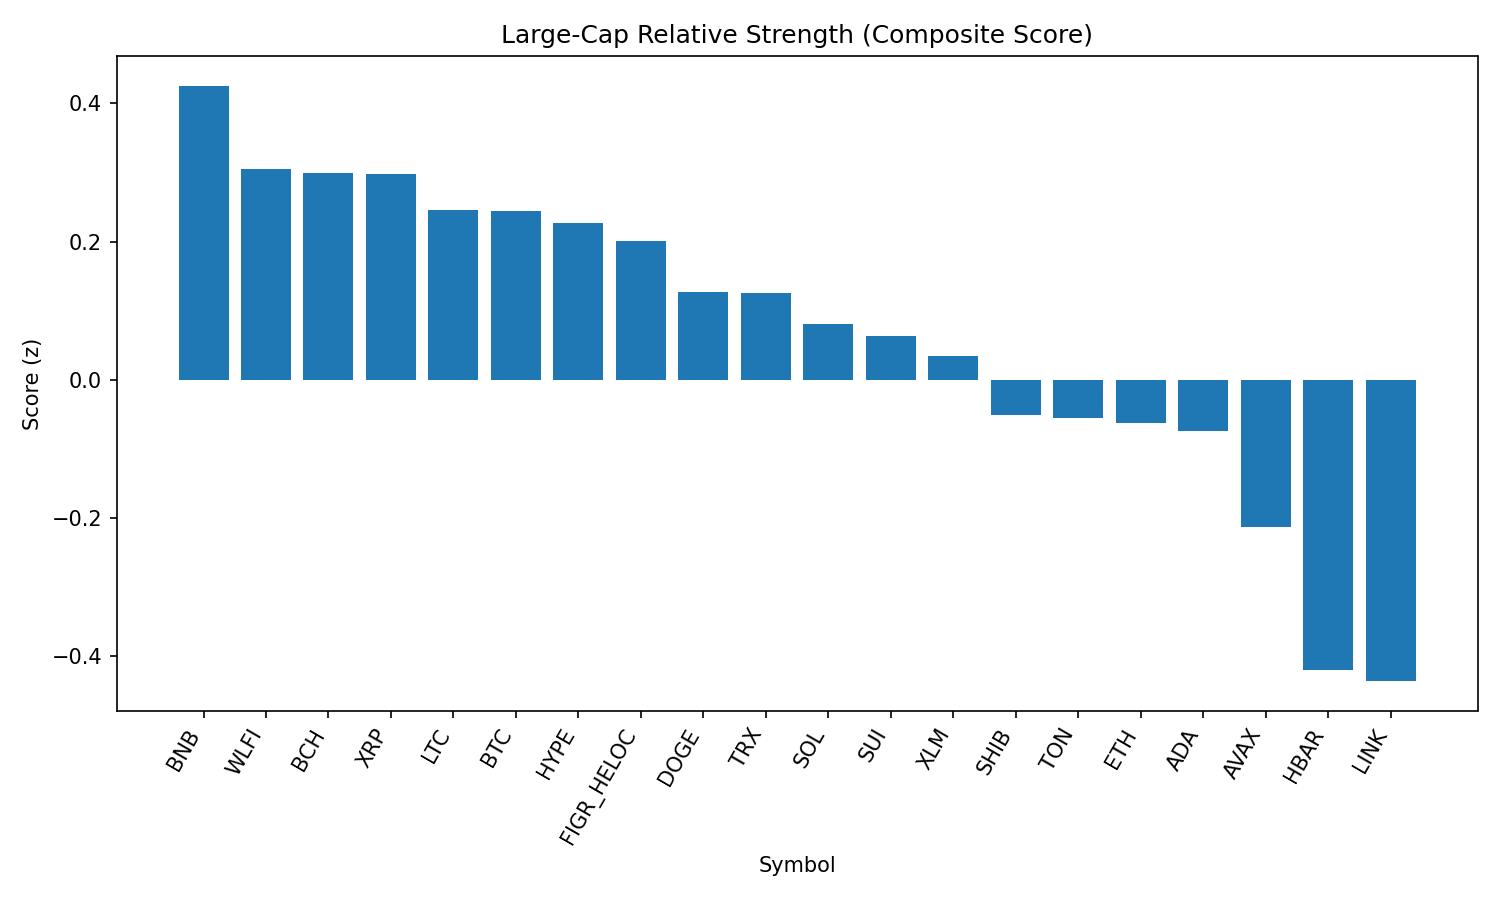 Large-Cap Relative Strength (Composite Score)
Score (z)
0.4
0.2
0.0
−0.2
−0.4
BNB
WLFI
BCH
XRP
LTC
BTC
HYPE
FIGR_HELOC
DOGE
TRX
SOL
SUI
XLM
SHIB
TON
ETH
ADA
AVAX
HBAR
LINK
Symbol